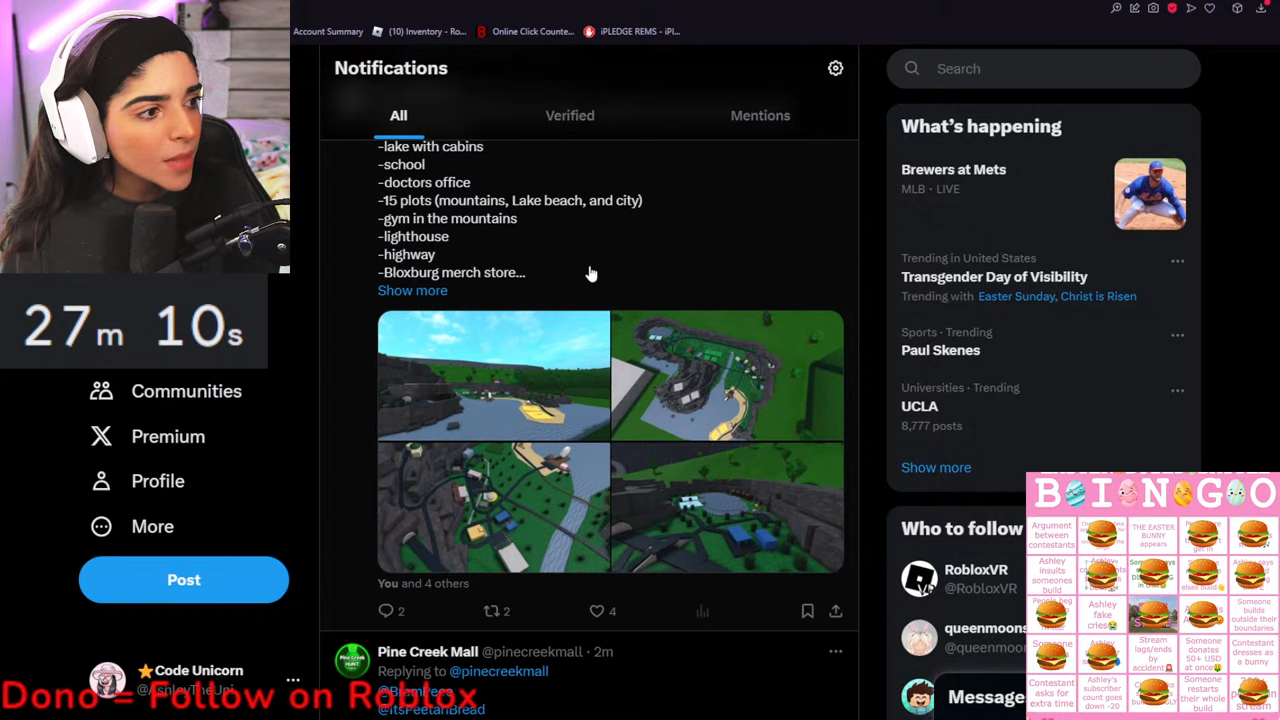 Account Summary
(10) Inventory - Ro...
Online Click Counte...
iPLEDGE REMS - iPl...
Notifications
All
Verified
Mentions
-lake with cabins
-school
-doctors office
-15 plots (mountains, Lake beach, and city)
-gym in the mountains
-lighthouse
-highway
-Bloxburg merch store...
Show more
You and 4 others
2
2
4
Pine Creek Mall @pinecreekmall · 2m
Replying to @pinecreekmall
27m 10s
Communities
Premium
Profile
More
Post
Code Unicorn
Dono = Follow on Roblox
Search
What's happening
Brewers at Mets
MLB · LIVE
Trending in United States
Transgender Day of Visibility
Trending with Easter Sunday, Christ is Risen
Sports · Trending
Paul Skenes
Universities · Trending
UCLA
8,777 posts
Show more
Who to follow
RobloxVR
@RobloxVR
queenmoon
@queenmoon
Message
BINGO
Argument between contestants
THE EASTER BUNNY appears
Ashley insults someones build
Ashley fake cries
Someone builds outside their boundaries
Stream lags/ends by accident
Someone donates 50+ USD at once
Contestant dresses as a bunny
Contestant asks for extra time
Ashley's subscriber count goes down -20
Someone restarts their whole build